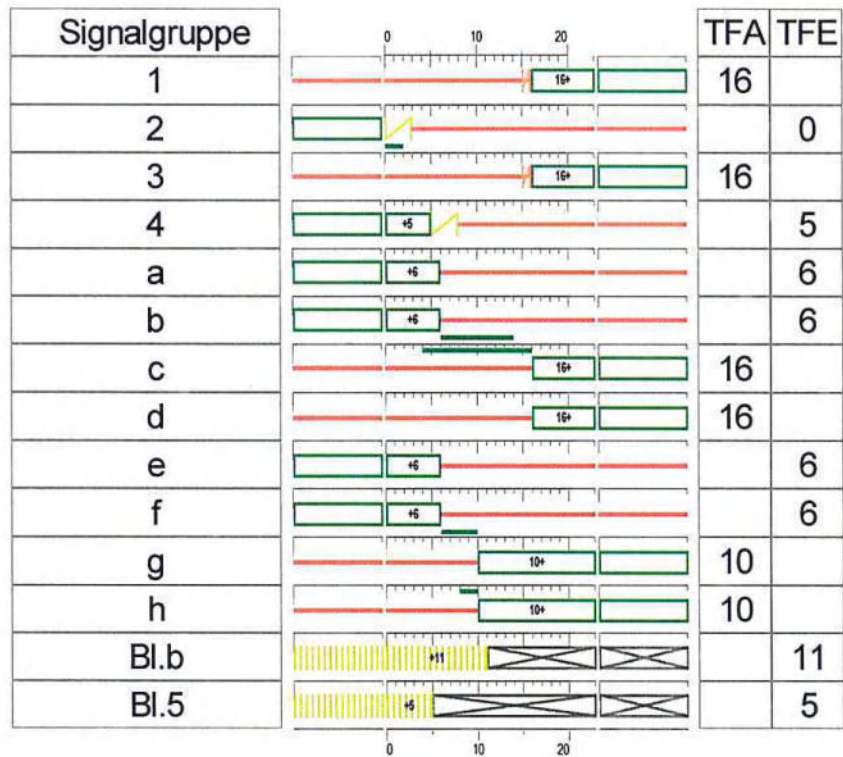 Signalgruppe 0 10 20 TFA TFE
1 16+ 16
2 0
3 16+ 16
4 +5 5
a +6 6
b +6 6
c 16+ 16
d 16+ 16
e +6 6
f +6 6
g 10+ 10
h 10+ 10
Bl.b +11 11
Bl.5 +5 5
0 10 20